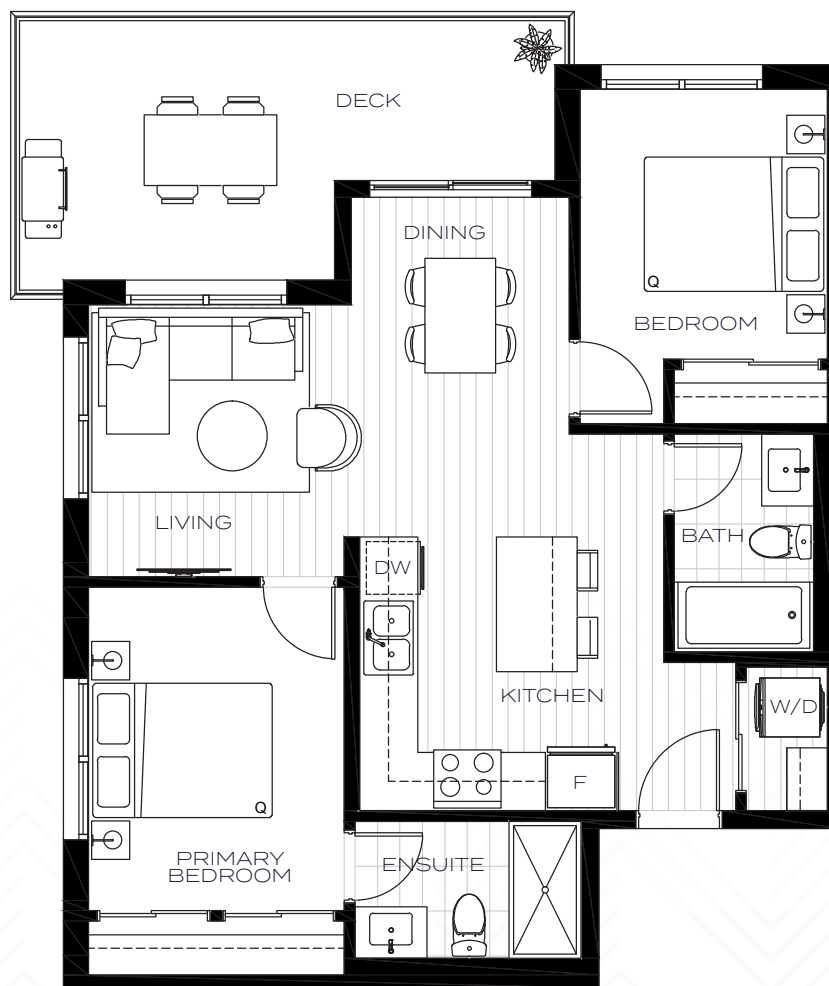 DECK
DINING
Q
BEDROOM
LIVING
BATH
DW
KITCHEN
W/D
F
Q
PRIMARY
BEDROOM
ENSUITE